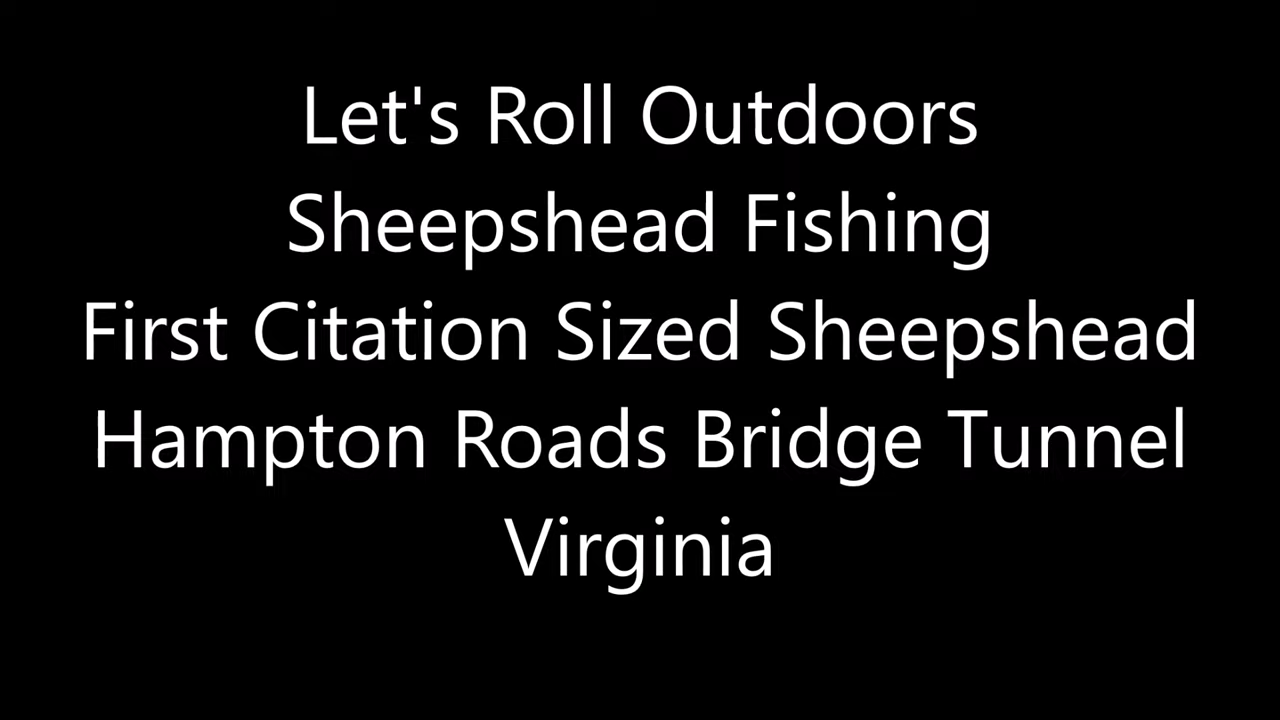 Let's Roll Outdoors
Sheepshead Fishing
First Citation Sized Sheepshead
Hampton Roads Bridge Tunnel
Virginia